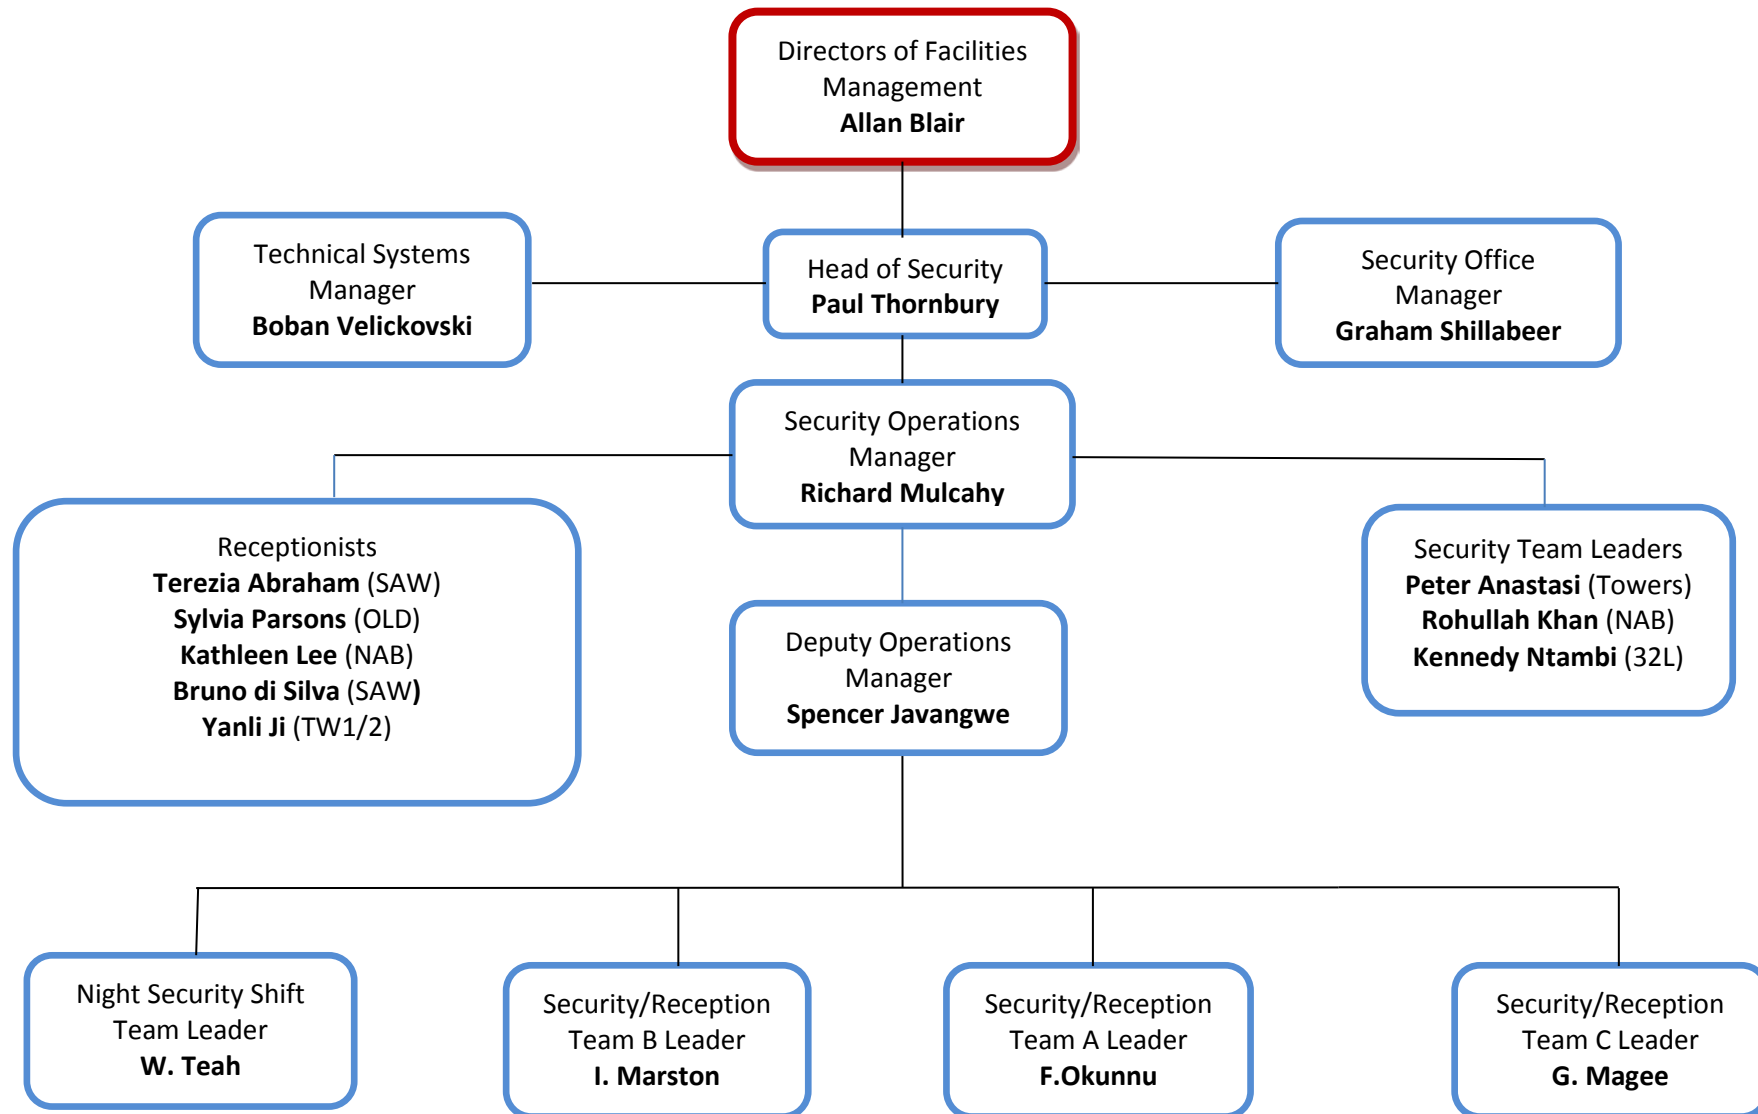 Directors of Facilities
Management
Allan Blair
Technical Systems
Manager
Boban Velickovski
Head of Security
Paul Thornbury
Security Office
Manager
Graham Shillabeer
Security Operations
Manager
Richard Mulcahy
Receptionists
Terezia Abraham (SAW)
Sylvia Parsons (OLD)
Kathleen Lee (NAB)
Bruno di Silva (SAW)
Yanli Ji (TW1/2)
Deputy Operations
Manager
Spencer Javangwe
Security Team Leaders
Peter Anastasi (Towers)
Rohullah Khan (NAB)
Kennedy Ntambi (32L)
Night Security Shift
Team Leader
W. Teah
Security/Reception
Team B Leader
I. Marston
Security/Reception
Team A Leader
F.Okunnu
Security/Reception
Team C Leader
G. Magee